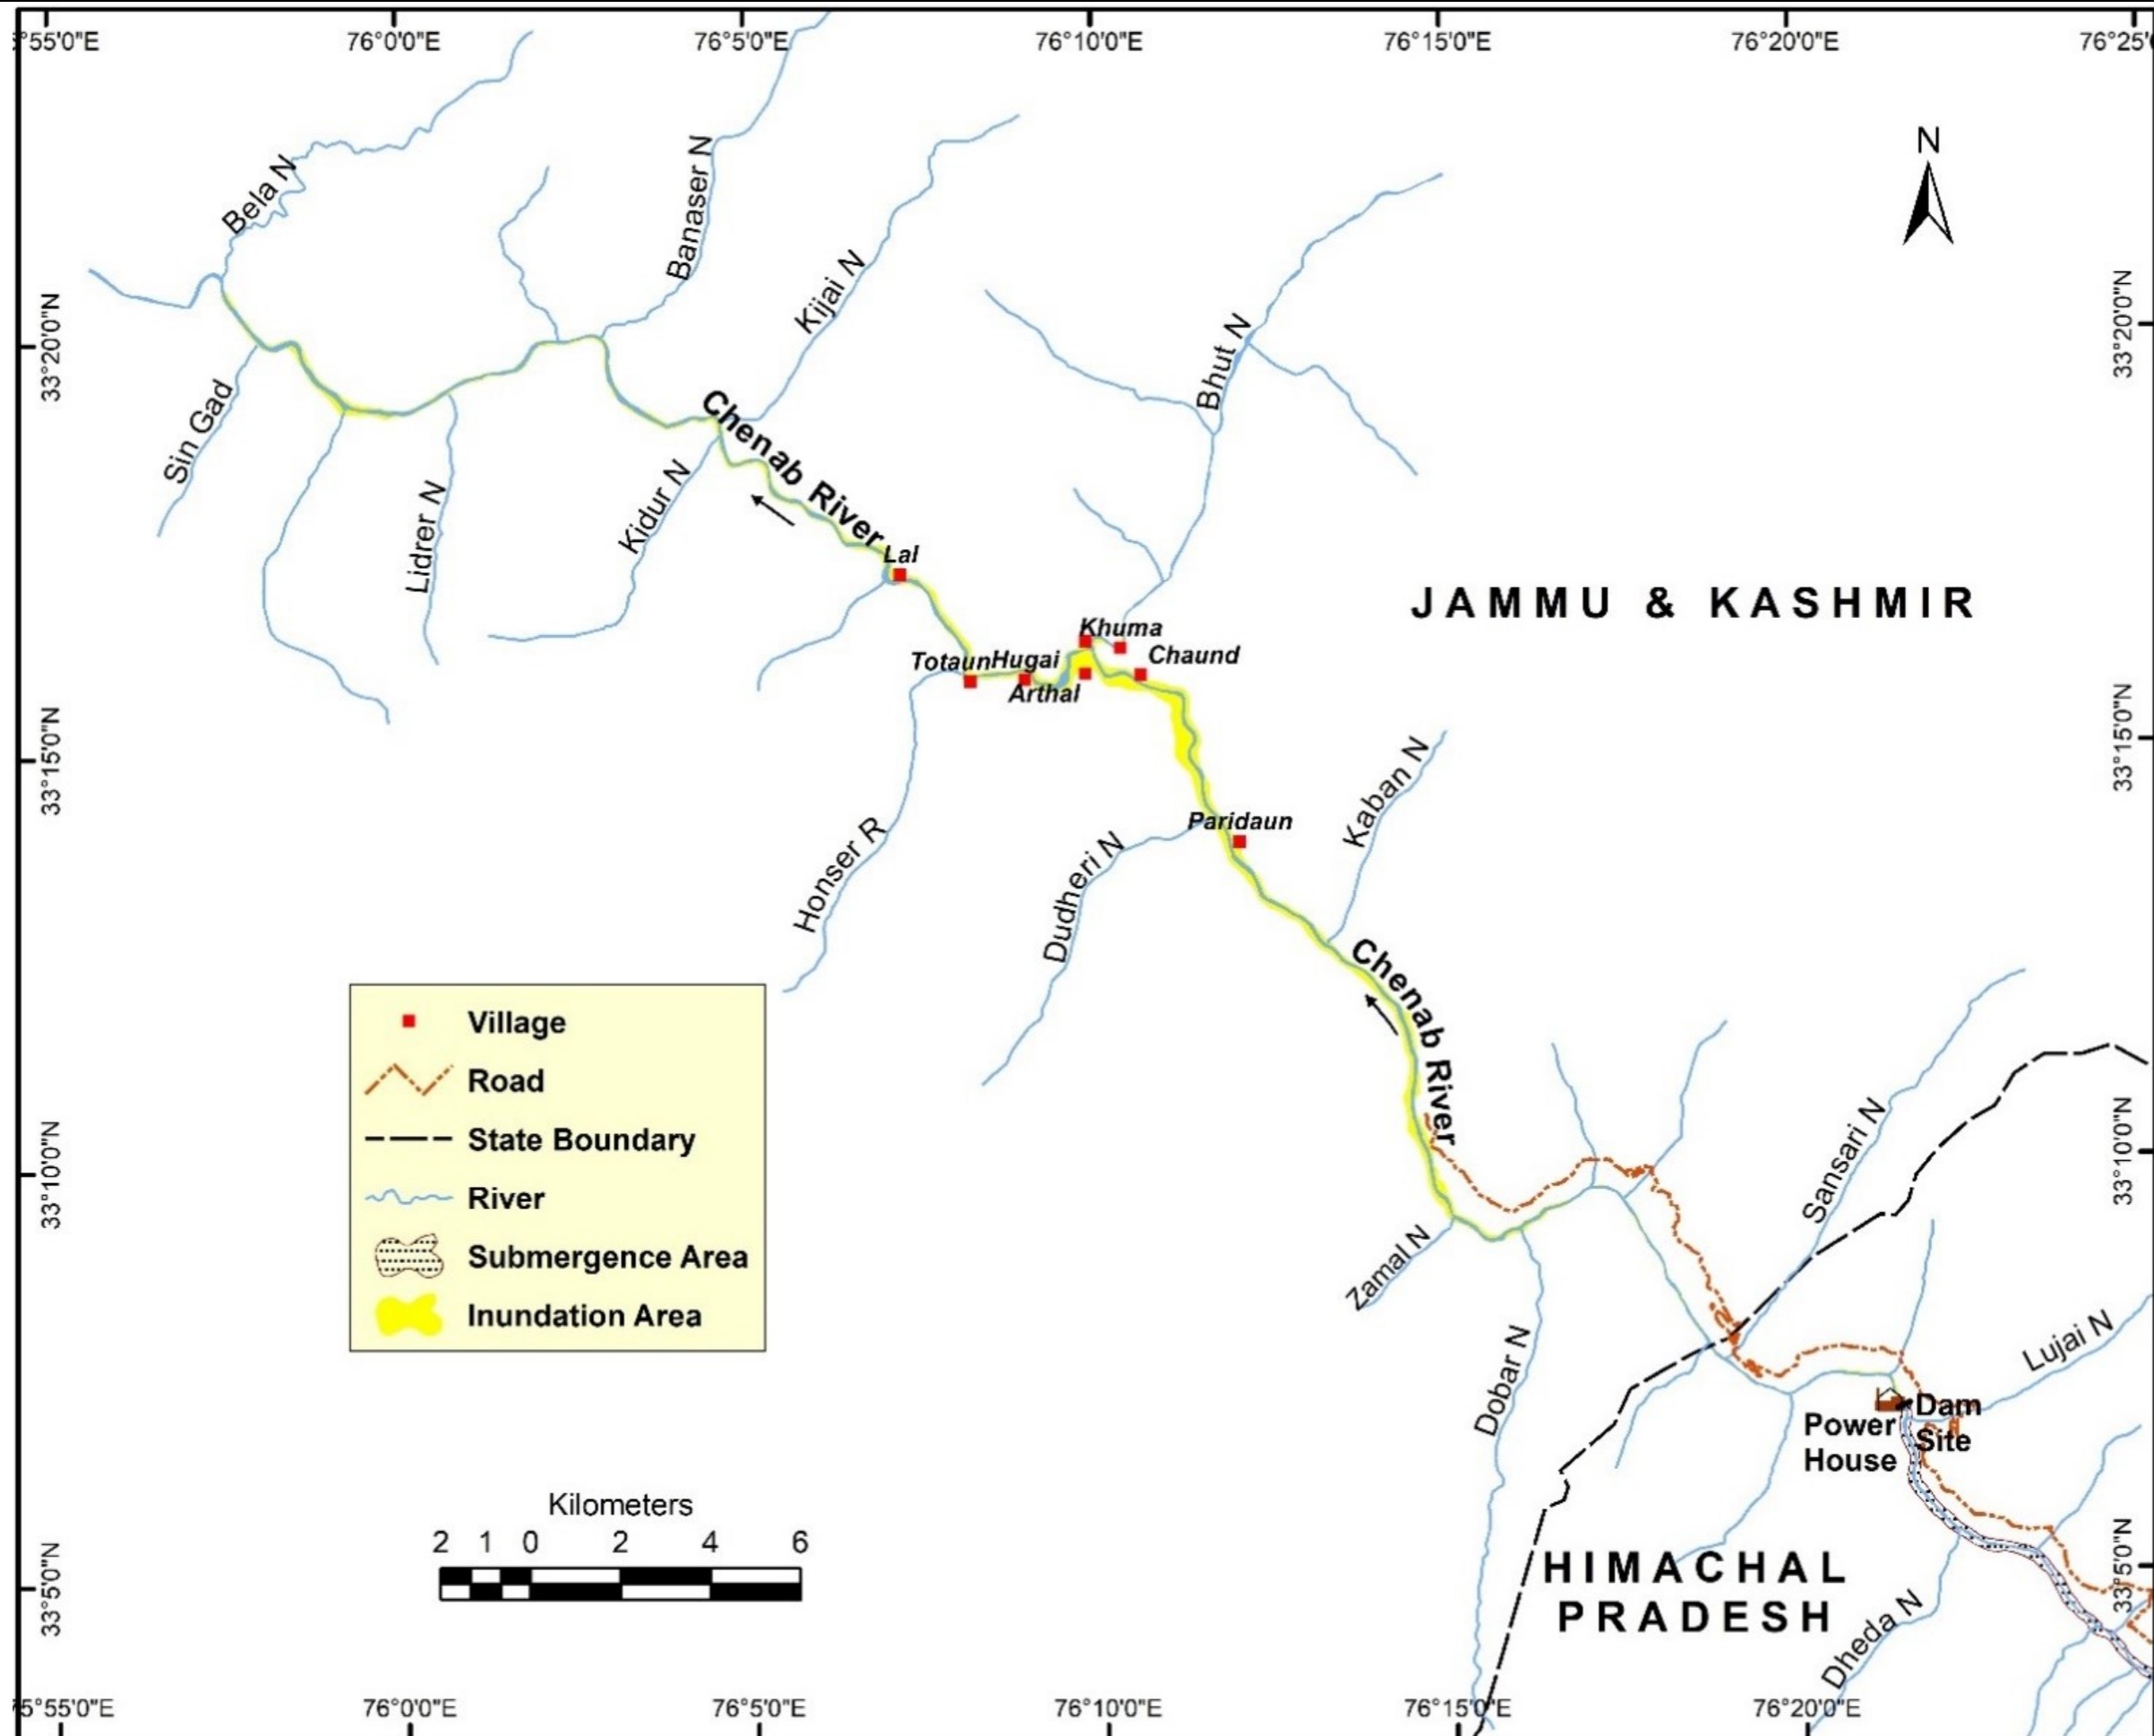 °55'0"E 76°0'0"E 76°5'0"E 76°10'0"E 76°15'0"E 76°20'0"E 76°25'
N
Bela N
Banaser N
Kijai N
33°20'0"N
33°20'0"N
Bhut N
Sin Gad
Chenab River
Lidrer N
Kidur N
Lal
JAMMU & KASHMIR
Khuma
Totaun Hugai
Chaund
Arthal
33°15'0"N
33°15'0"N
Kaban N
Paridaun
Honser R
Dudheri N
Chenab River
Village
Road
State Boundary
River
Submergence Area
Inundation Area
33°10'0"N
33°10'0"N
Sansari N
Zamal N
Dobar N
Lujai N
Dam
Site
Power
House
Kilometers
2 1 0 2 4 6
HIMACHAL
PRADESH
33°5'0"N
33°5'0"N
Dheda N
5°55'0"E 76°0'0"E 76°5'0"E 76°10'0"E 76°15'0"E 76°20'0"E